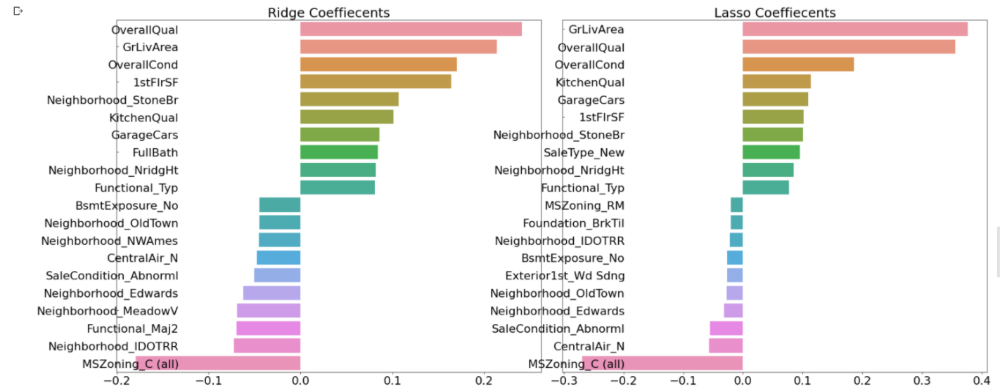 Ridge Coeffiecents
OverallQual
GrLivArea
OverallCond
1stFlrSF
Neighborhood_StoneBr
KitchenQual
GarageCars
FullBath
Neighborhood_NridgHt
Functional_Typ
BsmtExposure_No
Neighborhood_OldTown
Neighborhood_NWAmes
CentralAir_N
SaleCondition_Abnorml
Neighborhood_Edwards
Neighborhood_MeadowV
Functional_Maj2
Neighborhood_IDOTRR
MSZoning_C (all)
−0.2 −0.1 0.0 0.1 0.2
Lasso Coeffiecents
GrLivArea
OverallQual
OverallCond
KitchenQual
GarageCars
1stFlrSF
Neighborhood_StoneBr
SaleType_New
Neighborhood_NridgHt
Functional_Typ
MSZoning_RM
Foundation_BrkTil
Neighborhood_IDOTRR
BsmtExposure_No
Exterior1st_Wd Sdng
Neighborhood_OldTown
Neighborhood_Edwards
SaleCondition_Abnorml
CentralAir_N
MSZoning_C (all)
−0.3 −0.2 −0.1 0.0 0.1 0.2 0.3 0.4